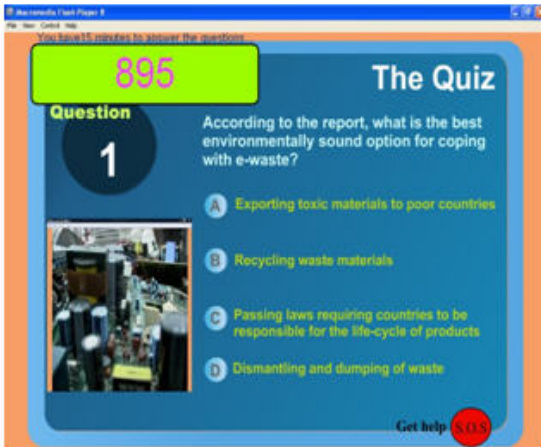 Macromedia Flash Player 8
File View Control Help
You have15 minutes to answer the questions...
895
The Quiz
Question
1
According to the report, what is the best
environmentally sound option for coping
with e-waste?
A Exporting toxic materials to poor countries
B Recycling waste materials
C Passing laws requiring countries to be
responsible for the life-cycle of products
D Dismantling and dumping of waste
Get help S.O.S